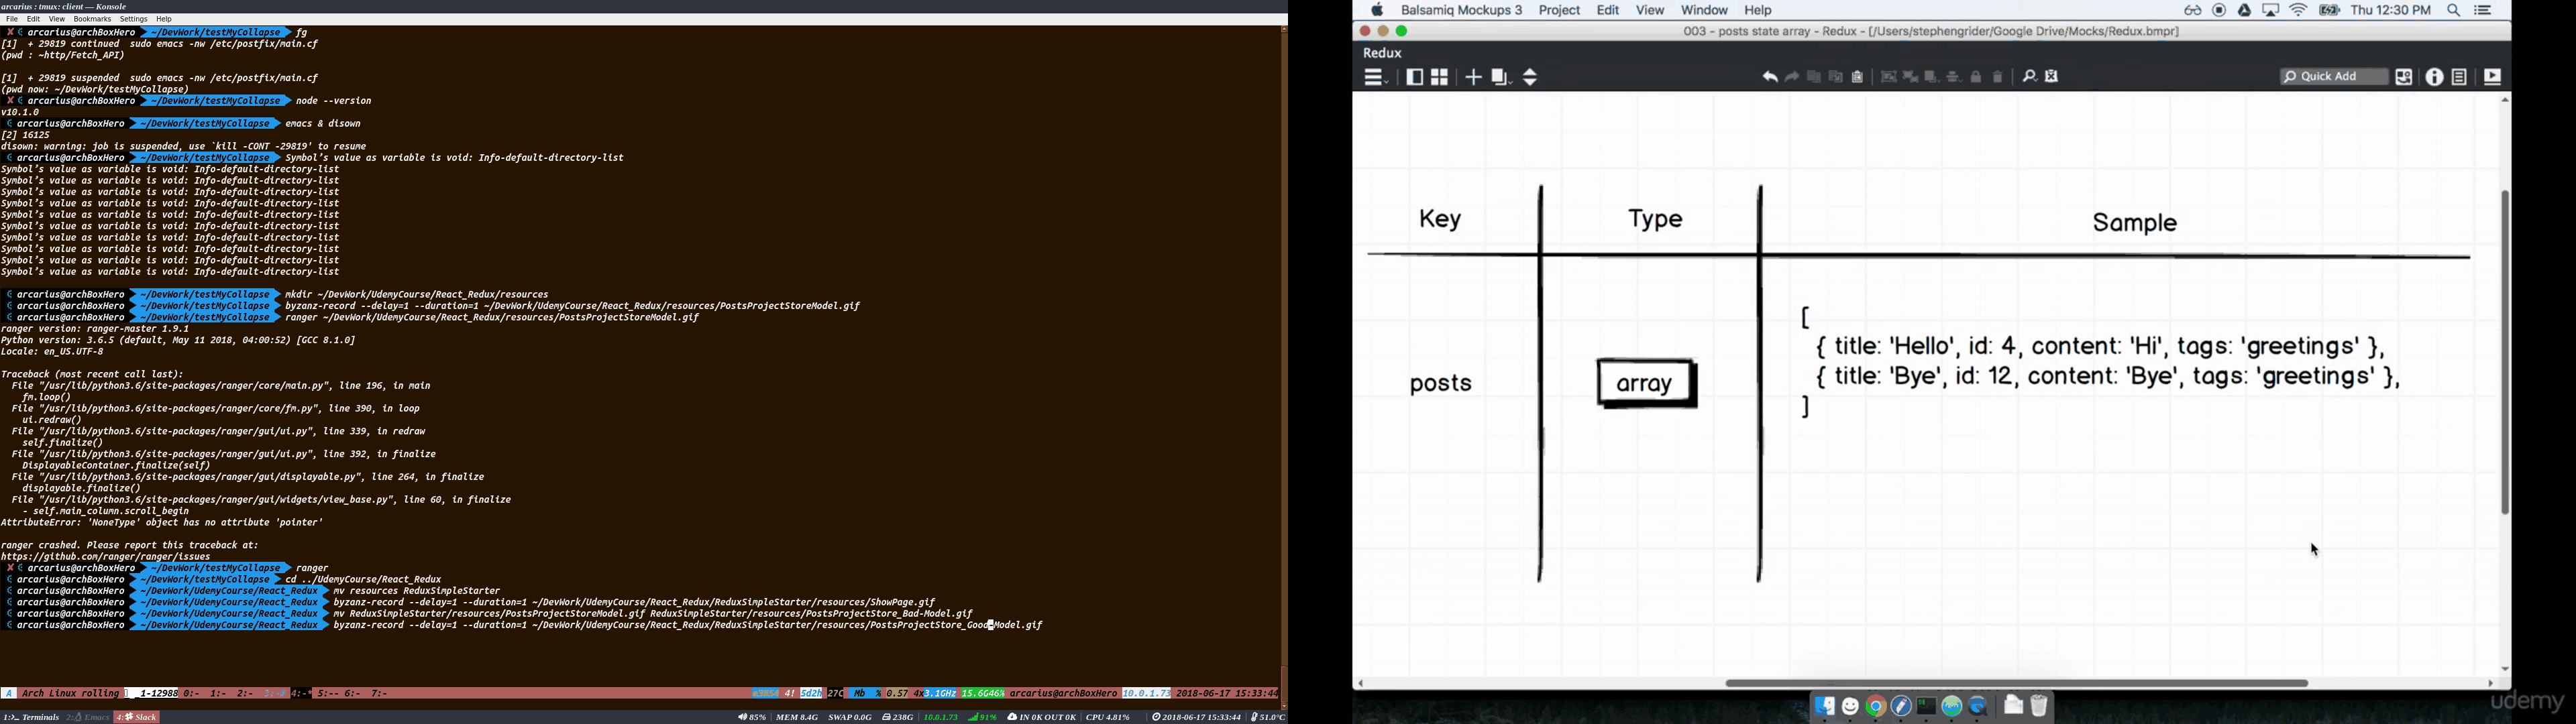 arcarius : tmux: client — Konsole
File Edit View Bookmarks Settings Help
✘ arcarius@archBoxHero ~/DevWork/testMyCollapse fg
[1]  + 29819 continued  sudo emacs -nw /etc/postfix/main.cf
(pwd : ~http/Fetch_API)
[1]  + 29819 suspended  sudo emacs -nw /etc/postfix/main.cf
(pwd now: ~/DevWork/testMyCollapse)
✘ arcarius@archBoxHero ~/DevWork/testMyCollapse node --version
v10.1.0
arcarius@archBoxHero ~/DevWork/testMyCollapse emacs & disown
[2] 16125
disown: warning: job is suspended, use `kill -CONT -29819' to resume
arcarius@archBoxHero ~/DevWork/testMyCollapse Symbol’s value as variable is void: Info-default-directory-list
Symbol’s value as variable is void: Info-default-directory-list
Symbol’s value as variable is void: Info-default-directory-list
Symbol’s value as variable is void: Info-default-directory-list
Symbol’s value as variable is void: Info-default-directory-list
Symbol’s value as variable is void: Info-default-directory-list
Symbol’s value as variable is void: Info-default-directory-list
Symbol’s value as variable is void: Info-default-directory-list
Symbol’s value as variable is void: Info-default-directory-list
Symbol’s value as variable is void: Info-default-directory-list
Symbol’s value as variable is void: Info-default-directory-list
arcarius@archBoxHero ~/DevWork/testMyCollapse mkdir ~/DevWork/UdemyCourse/React_Redux/resources
arcarius@archBoxHero ~/DevWork/testMyCollapse byzanz-record --delay=1 --duration=1 ~/DevWork/UdemyCourse/React_Redux/resources/PostsProjectStoreModel.gif
arcarius@archBoxHero ~/DevWork/testMyCollapse ranger ~/DevWork/UdemyCourse/React_Redux/resources/PostsProjectStoreModel.gif
ranger version: ranger-master 1.9.1
Python version: 3.6.5 (default, May 11 2018, 04:00:52) [GCC 8.1.0]
Locale: en_US.UTF-8
Traceback (most recent call last):
File "/usr/lib/python3.6/site-packages/ranger/core/main.py", line 196, in main
fm.loop()
File "/usr/lib/python3.6/site-packages/ranger/core/fm.py", line 390, in loop
ui.redraw()
File "/usr/lib/python3.6/site-packages/ranger/gui/ui.py", line 339, in redraw
self.finalize()
File "/usr/lib/python3.6/site-packages/ranger/gui/ui.py", line 392, in finalize
DisplayableContainer.finalize(self)
File "/usr/lib/python3.6/site-packages/ranger/gui/displayable.py", line 264, in finalize
displayable.finalize()
File "/usr/lib/python3.6/site-packages/ranger/gui/widgets/view_base.py", line 60, in finalize
- self.main_column.scroll_begin
AttributeError: 'NoneType' object has no attribute 'pointer'
ranger crashed. Please report this traceback at:
https://github.com/ranger/ranger/issues
✘ arcarius@archBoxHero ~/DevWork/testMyCollapse ranger
arcarius@archBoxHero ~/DevWork/testMyCollapse cd ../UdemyCourse/React_Redux
arcarius@archBoxHero ~/DevWork/UdemyCourse/React_Redux mv resources ReduxSimpleStarter
arcarius@archBoxHero ~/DevWork/UdemyCourse/React_Redux byzanz-record --delay=1 --duration=1 ~/DevWork/UdemyCourse/React_Redux/ReduxSimpleStarter/resources/ShowPage.gif
arcarius@archBoxHero ~/DevWork/UdemyCourse/React_Redux mv ReduxSimpleStarter/resources/PostsProjectStoreModel.gif ReduxSimpleStarter/resources/PostsProjectStore_Bad-Model.gif
arcarius@archBoxHero ~/DevWork/UdemyCourse/React_Redux byzanz-record --delay=1 --duration=1 ~/DevWork/UdemyCourse/React_Redux/ReduxSimpleStarter/resources/PostsProjectStore_Good-Model.gif
A Arch Linux rolling 1-12988 0:- 1:- 2:- 4:-* 5:-- 6:- 7:- 4! 5d2h 27C Mb % 0.57 4x3.1GHz 15.6G46% arcarius@archBoxHero 10.0.1.73 2018-06-17 15:33:44
1:>_ Terminals 2: Emacs 4: Slack 85% | MEM 8.4G SWAP 0.0G 238G | 10.0.1.73 91% | IN 0K OUT 0K | CPU 4.81% | 2018-06-17 15:33:44 | 51.0°C
Balsamiq Mockups 3 Project Edit View Window Help Thu 12:30 PM
003 - posts state array - Redux - [/Users/stephengrider/Google Drive/Mocks/Redux.bmpr]
Redux
Quick Add
Key Type Sample
[
{ title: 'Hello', id: 4, content: 'Hi', tags: 'greetings' },
posts array { title: 'Bye', id: 12, content: 'Bye', tags: 'greetings' },
]
udemy